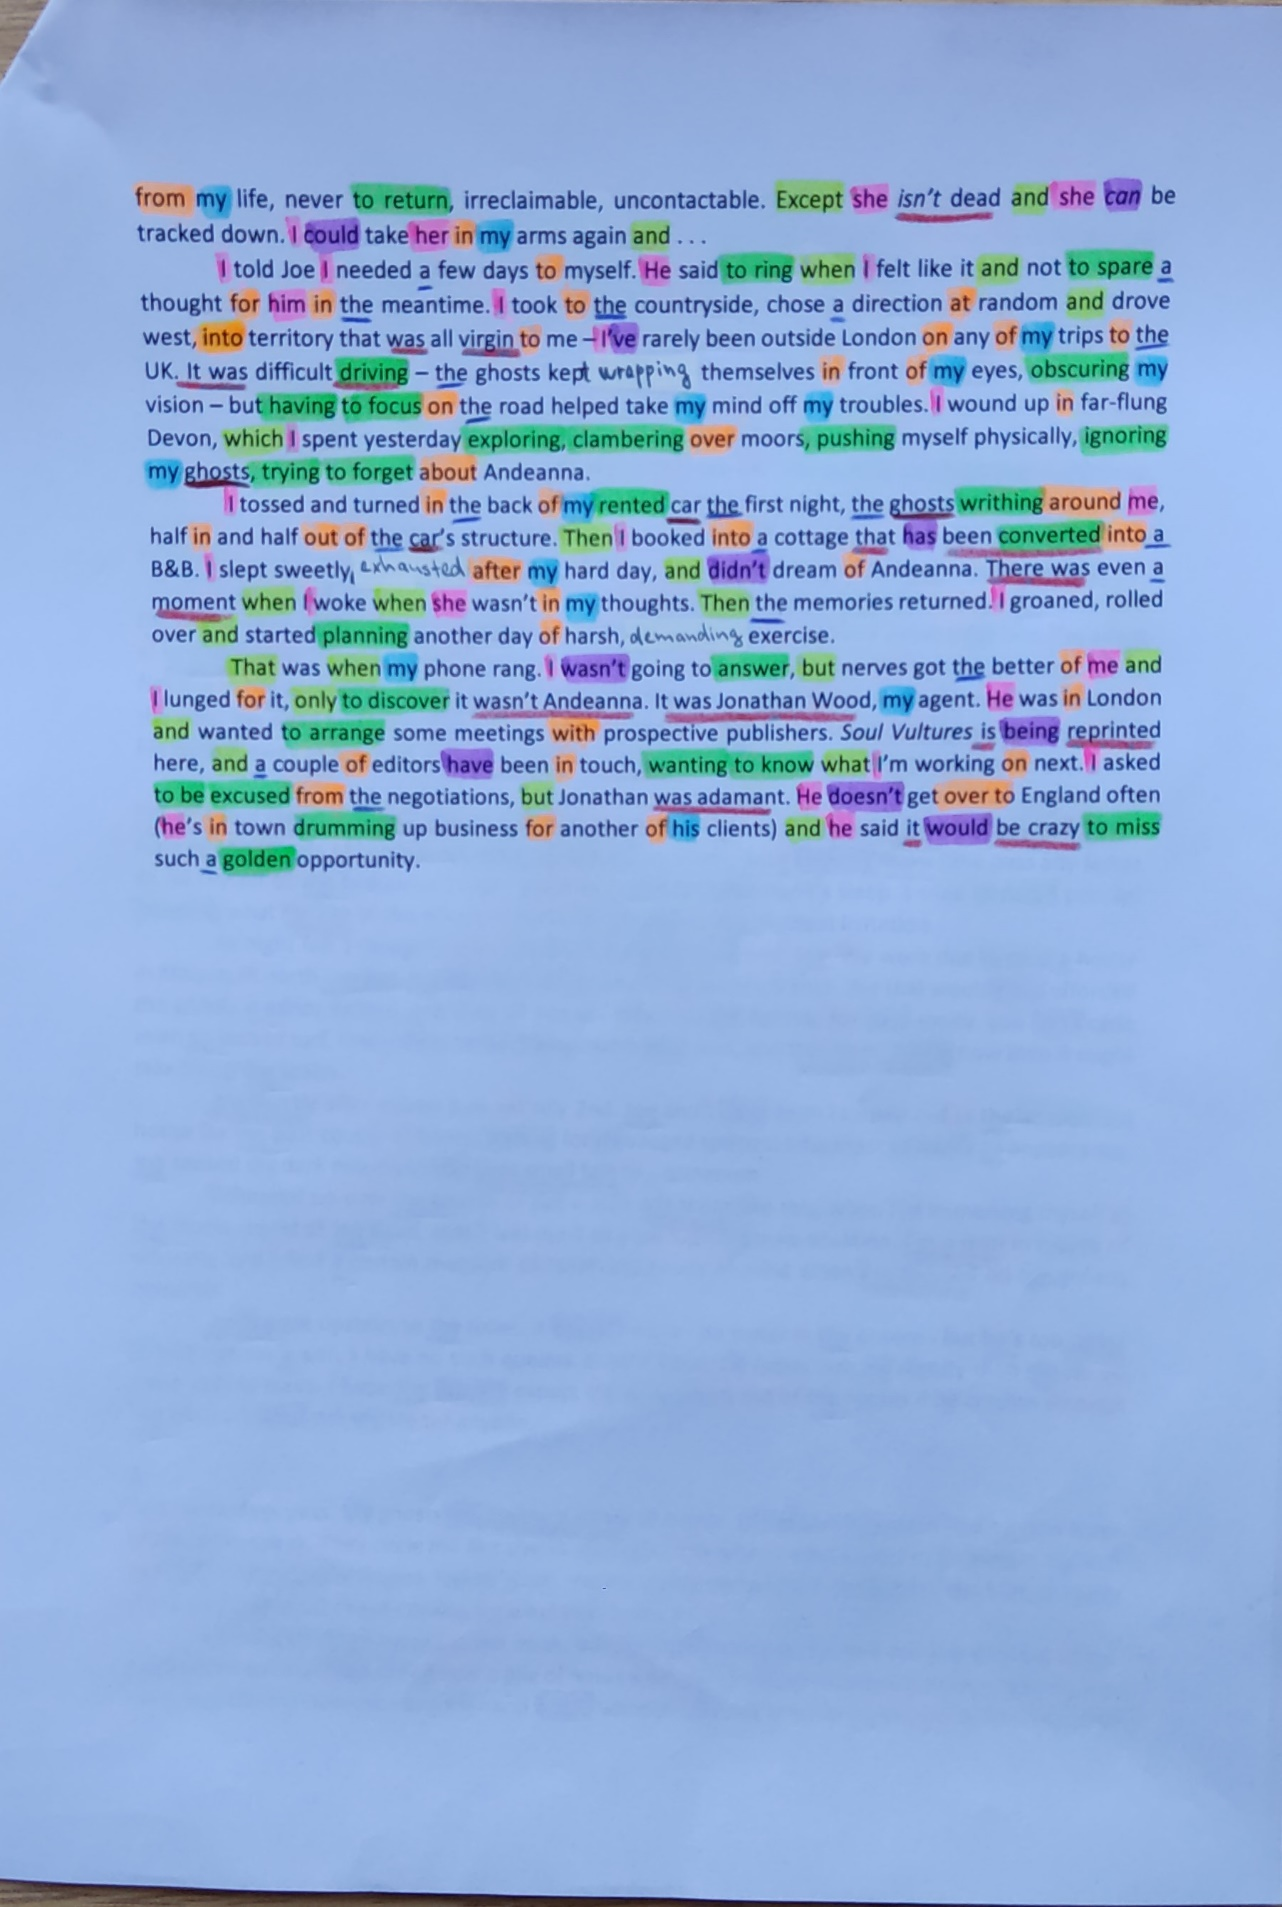 from my life, never to return, irreclaimable, uncontactable. Except she isn't dead and she can be
tracked down. I could take her in my arms again and . . .
I told Joe I needed a few days to myself. He said to ring when I felt like it and not to spare a
thought for him in the meantime. I took to the countryside, chose a direction at random and drove
west, into territory that was all virgin to me – I've rarely been outside London on any of my trips to the
UK. It was difficult driving – the ghosts kept wrapping themselves in front of my eyes, obscuring my
vision – but having to focus on the road helped take my mind off my troubles. I wound up in far-flung
Devon, which I spent yesterday exploring, clambering over moors, pushing myself physically, ignoring
my ghosts, trying to forget about Andeanna.
I tossed and turned in the back of my rented car the first night, the ghosts writhing around me,
half in and half out of the car's structure. Then I booked into a cottage that has been converted into a
B&B. I slept sweetly, exhausted after my hard day, and didn't dream of Andeanna. There was even a
moment when I woke when she wasn't in my thoughts. Then the memories returned. I groaned, rolled
over and started planning another day of harsh, demanding exercise.
That was when my phone rang. I wasn't going to answer, but nerves got the better of me and
I lunged for it, only to discover it wasn't Andeanna. It was Jonathan Wood, my agent. He was in London
and wanted to arrange some meetings with prospective publishers. Soul Vultures is being reprinted
here, and a couple of editors have been in touch, wanting to know what I'm working on next. I asked
to be excused from the negotiations, but Jonathan was adamant. He doesn't get over to England often
(he's in town drumming up business for another of his clients) and he said it would be crazy to miss
such a golden opportunity.